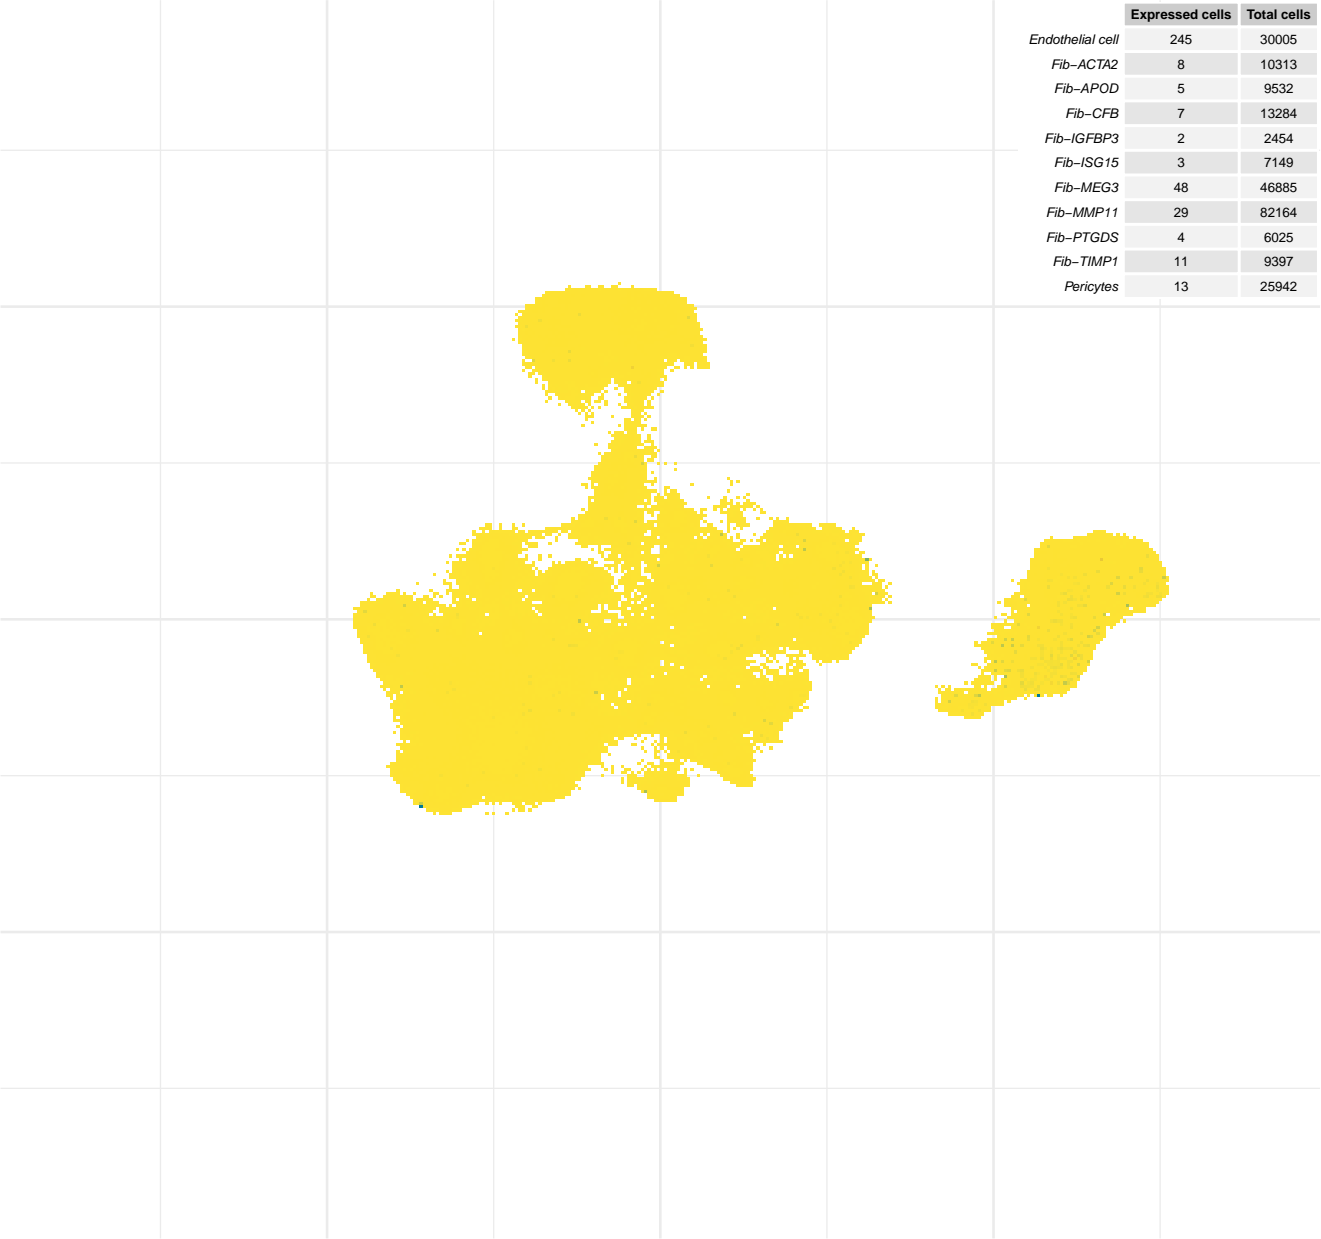 Expressed cells Total cells
Endothelial cell 245 30005
Fib−ACTA2 8 10313
Fib−APOD 5 9532
Fib−CFB 7 13284
Fib−IGFBP3 2 2454
Fib−ISG15 3 7149
Fib−MEG3 48 46885
Fib−MMP11 29 82164
Fib−PTGDS 4 6025
Fib−TIMP1 11 9397
Pericytes 13 25942